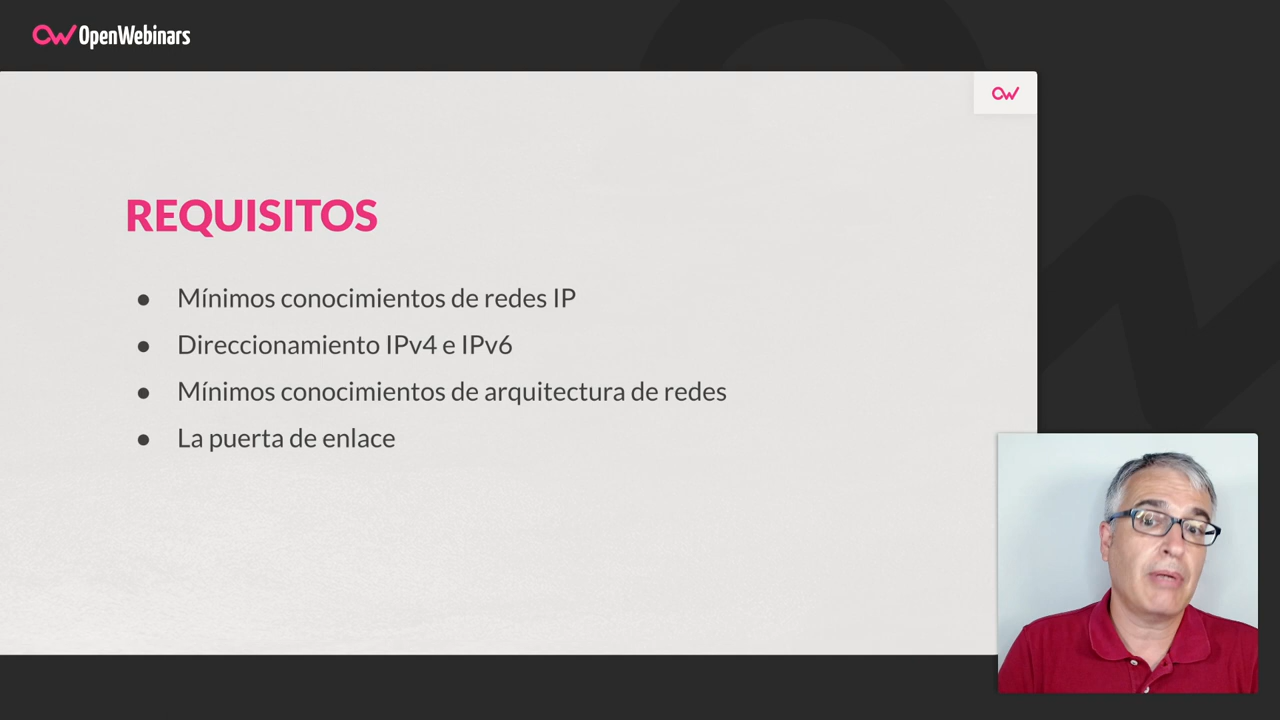 OpenWebinars
REQUISITOS
● Mínimos conocimientos de redes IP
● Direccionamiento IPv4 e IPv6
● Mínimos conocimientos de arquitectura de redes
● La puerta de enlace